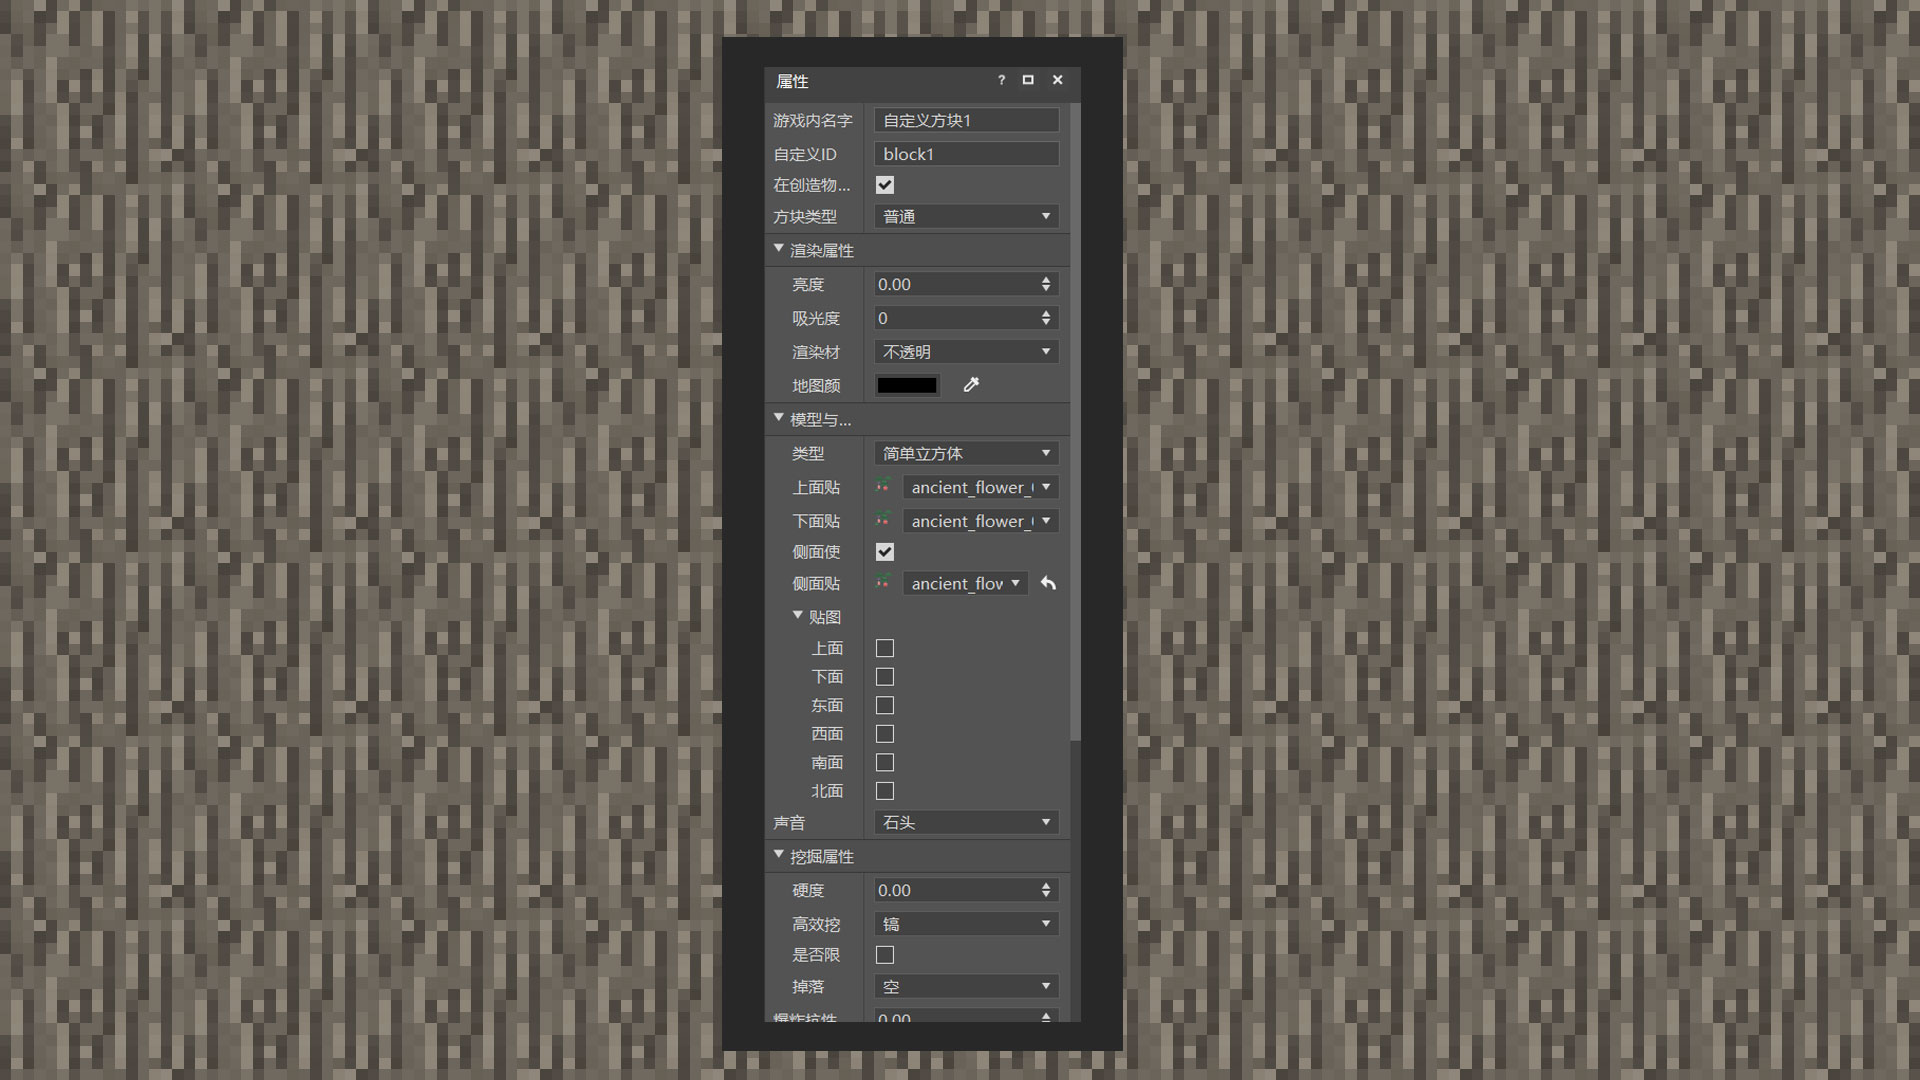 属性 ?
游戏内名字 自定义方块1
自定义ID block1
在创造物...
方块类型 普通
渲染属性
亮度 0.00
吸光度 0
渲染材 不透明
地图颜
模型与...
类型 简单立方体
上面贴 ancient_flower_
下面贴 ancient_flower_
侧面使
侧面贴 ancient_flow
贴图
上面
下面
东面
西面
南面
北面
声音 石头
挖掘属性
硬度 0.00
高效挖 镐
是否限
掉落 空
爆炸抗性 0.00